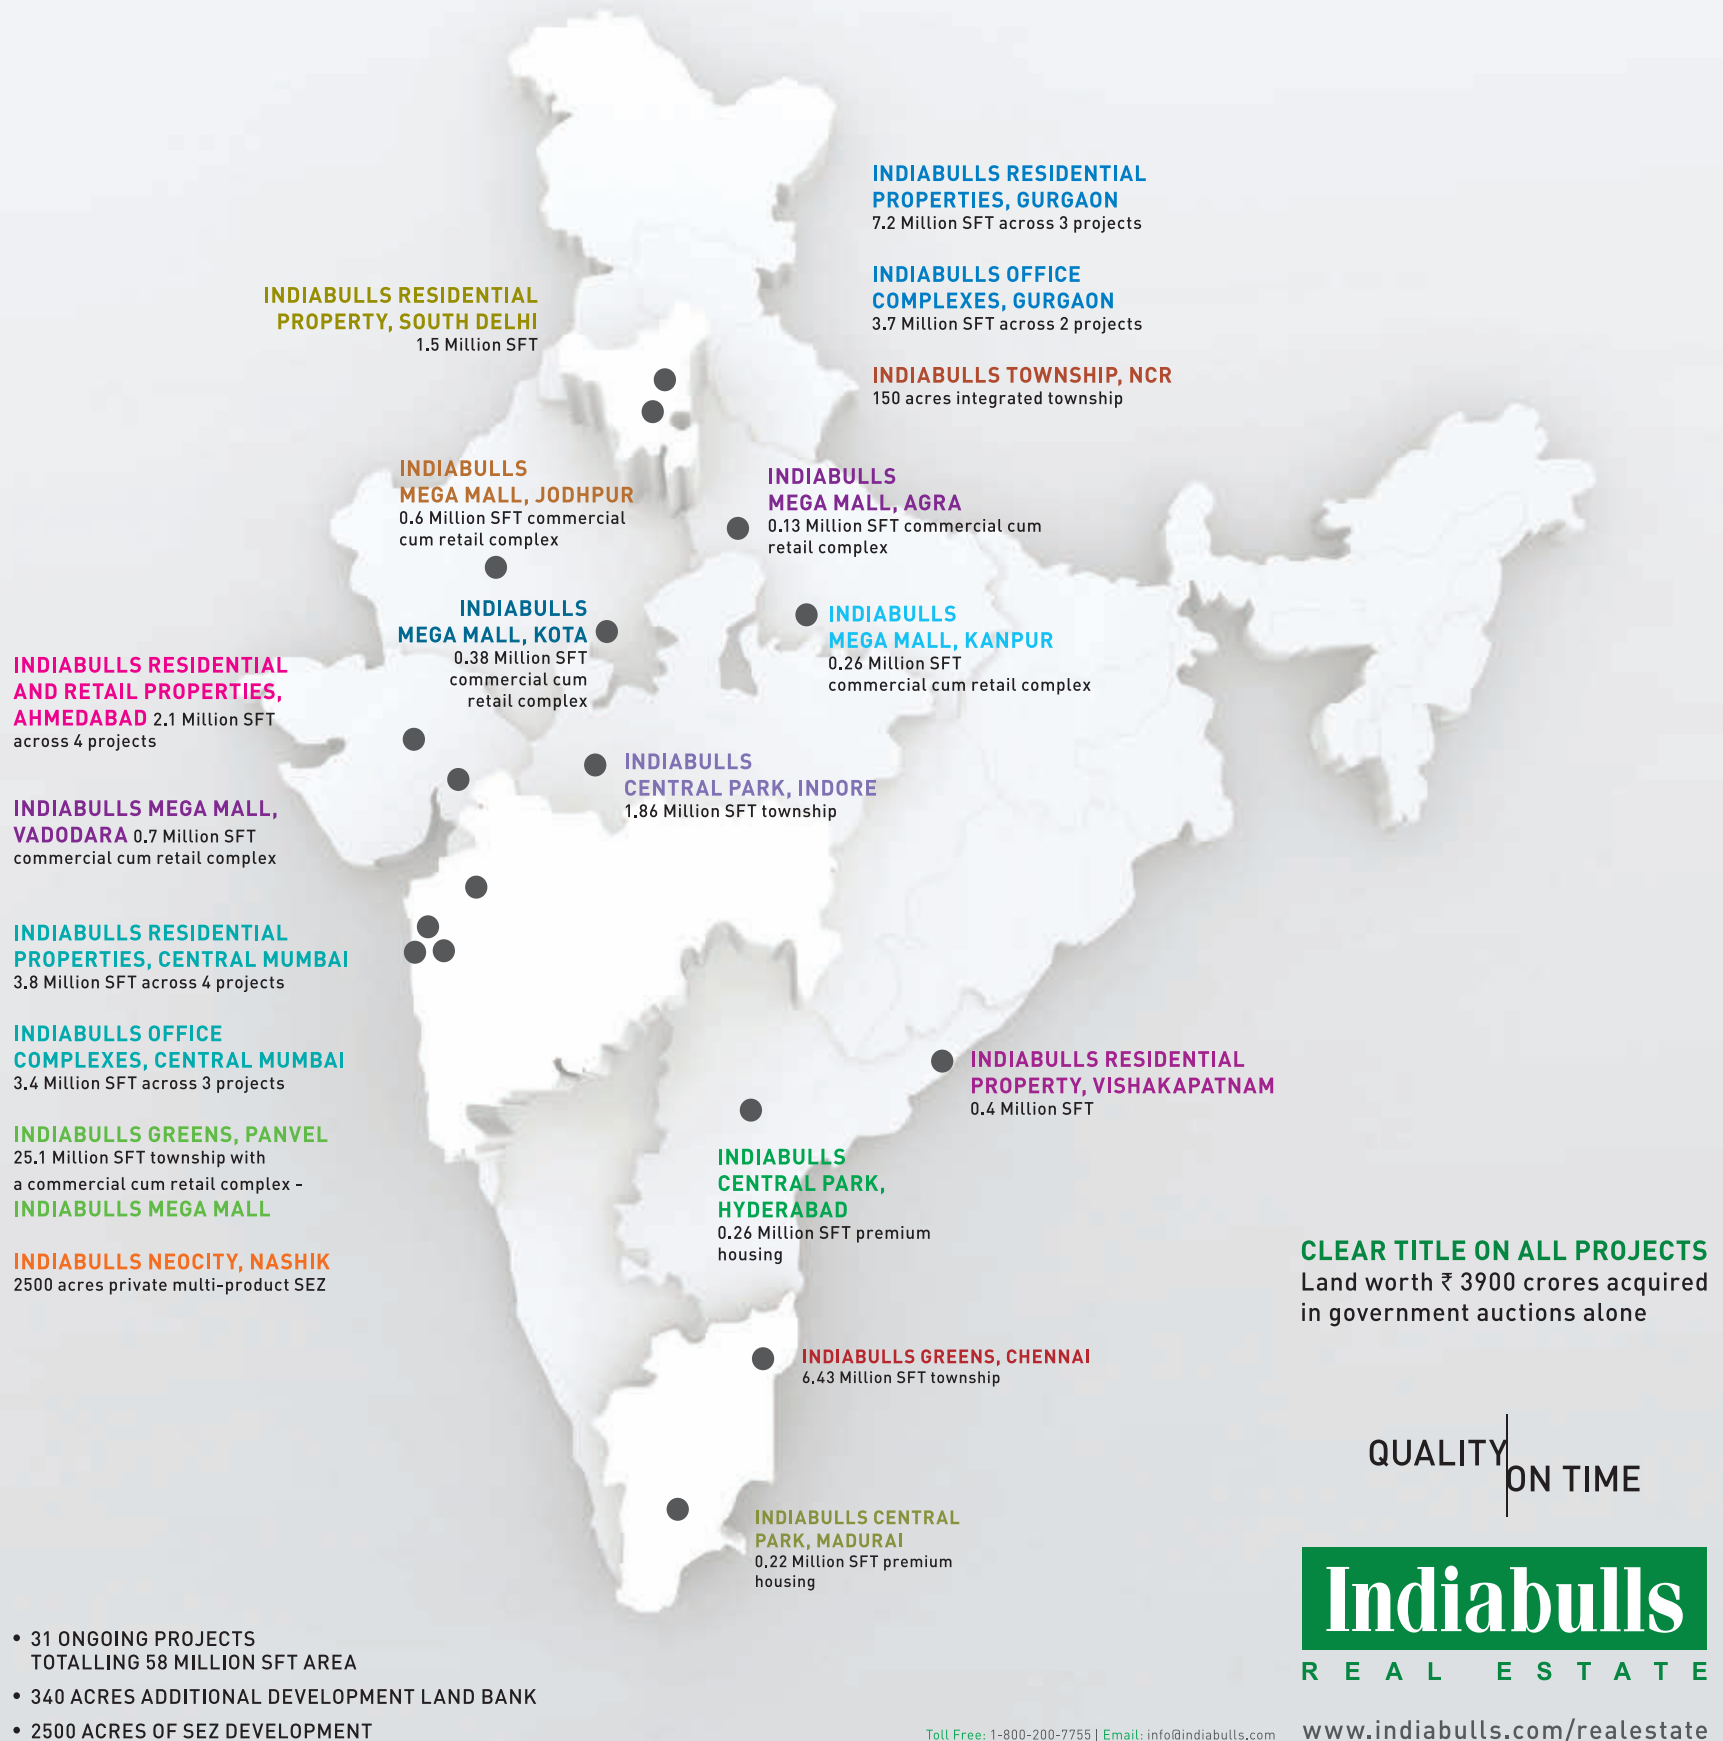 INDIABULLS RESIDENTIAL
PROPERTIES, GURGAON
7.2 Million SFT across 3 projects
INDIABULLS OFFICE
COMPLEXES, GURGAON
3.7 Million SFT across 2 projects
INDIABULLS TOWNSHIP, NCR
150 acres integrated township
INDIABULLS RESIDENTIAL
PROPERTY, SOUTH DELHI
1.5 Million SFT
INDIABULLS
MEGA MALL, JODHPUR
0.6 Million SFT commercial
cum retail complex
INDIABULLS
MEGA MALL, AGRA
0.13 Million SFT commercial cum
retail complex
INDIABULLS
MEGA MALL, KOTA
0.38 Million SFT
commercial cum
retail complex
INDIABULLS
MEGA MALL, KANPUR
0.26 Million SFT
commercial cum retail complex
INDIABULLS RESIDENTIAL
AND RETAIL PROPERTIES,
AHMEDABAD 2.1 Million SFT
across 4 projects
INDIABULLS
CENTRAL PARK, INDORE
1.86 Million SFT township
INDIABULLS MEGA MALL,
VADODARA 0.7 Million SFT
commercial cum retail complex
INDIABULLS RESIDENTIAL
PROPERTIES, CENTRAL MUMBAI
3.8 Million SFT across 4 projects
INDIABULLS OFFICE
COMPLEXES, CENTRAL MUMBAI
3.4 Million SFT across 3 projects
INDIABULLS GREENS, PANVEL
25.1 Million SFT township with
a commercial cum retail complex -
INDIABULLS MEGA MALL
INDIABULLS NEOCITY, NASHIK
2500 acres private multi-product SEZ
INDIABULLS RESIDENTIAL
PROPERTY, VISHAKAPATNAM
0.4 Million SFT
INDIABULLS
CENTRAL PARK,
HYDERABAD
0.26 Million SFT premium
housing
CLEAR TITLE ON ALL PROJECTS
Land worth ₹ 3900 crores acquired
in government auctions alone
INDIABULLS GREENS, CHENNAI
6.43 Million SFT township
QUALITY
ON TIME
INDIABULLS CENTRAL
PARK, MADURAI
0.22 Million SFT premium
housing
Indiabulls
REAL ESTATE
• 31 ONGOING PROJECTS
TOTALLING 58 MILLION SFT AREA
• 340 ACRES ADDITIONAL DEVELOPMENT LAND BANK
• 2500 ACRES OF SEZ DEVELOPMENT
Toll Free: 1-800-200-7755 | Email: info@indiabulls.com
www.indiabulls.com/realestate